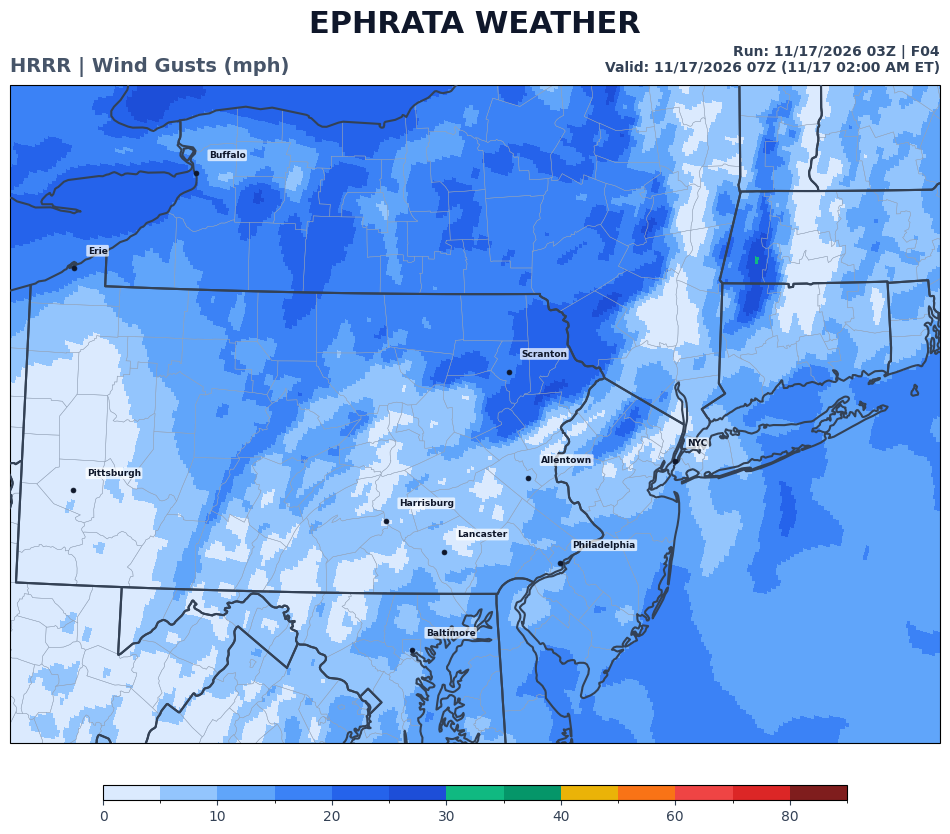 EPHRATA WEATHER
HRRR | Wind Gusts (mph)
Run: 11/17/2026 03Z | F04
Valid: 11/17/2026 07Z (11/17 02:00 AM ET)
Buffalo
Erie
Scranton
NYC
Allentown
Pittsburgh
Harrisburg
Lancaster
Philadelphia
Baltimore
0 10 20 30 40 50 60 70 80